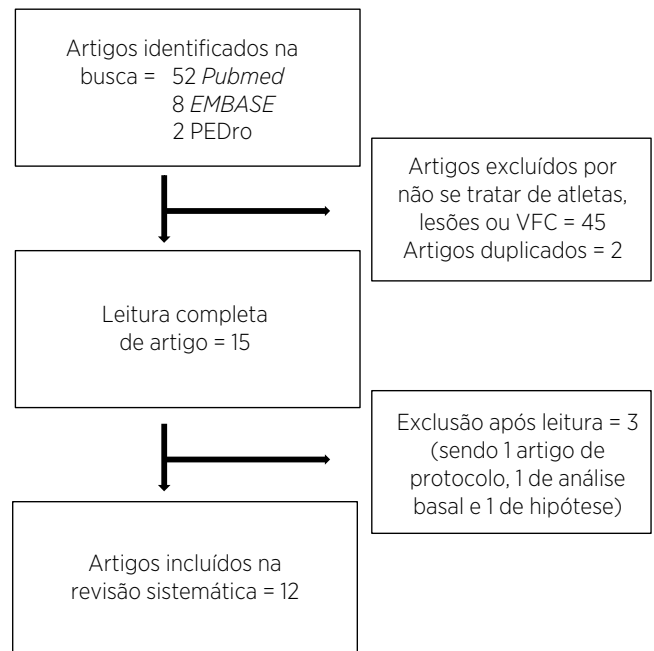 Artigos identificados na
busca = 52 Pubmed
8 EMBASE
2 PEDro
Artigos excluídos por
não se tratar de atletas,
lesões ou VFC = 45
Artigos duplicados = 2
Leitura completa
de artigo = 15
Exclusão após leitura = 3
(sendo 1 artigo de
protocolo, 1 de análise
basal e 1 de hipótese)
Artigos incluídos na
revisão sistemática = 12